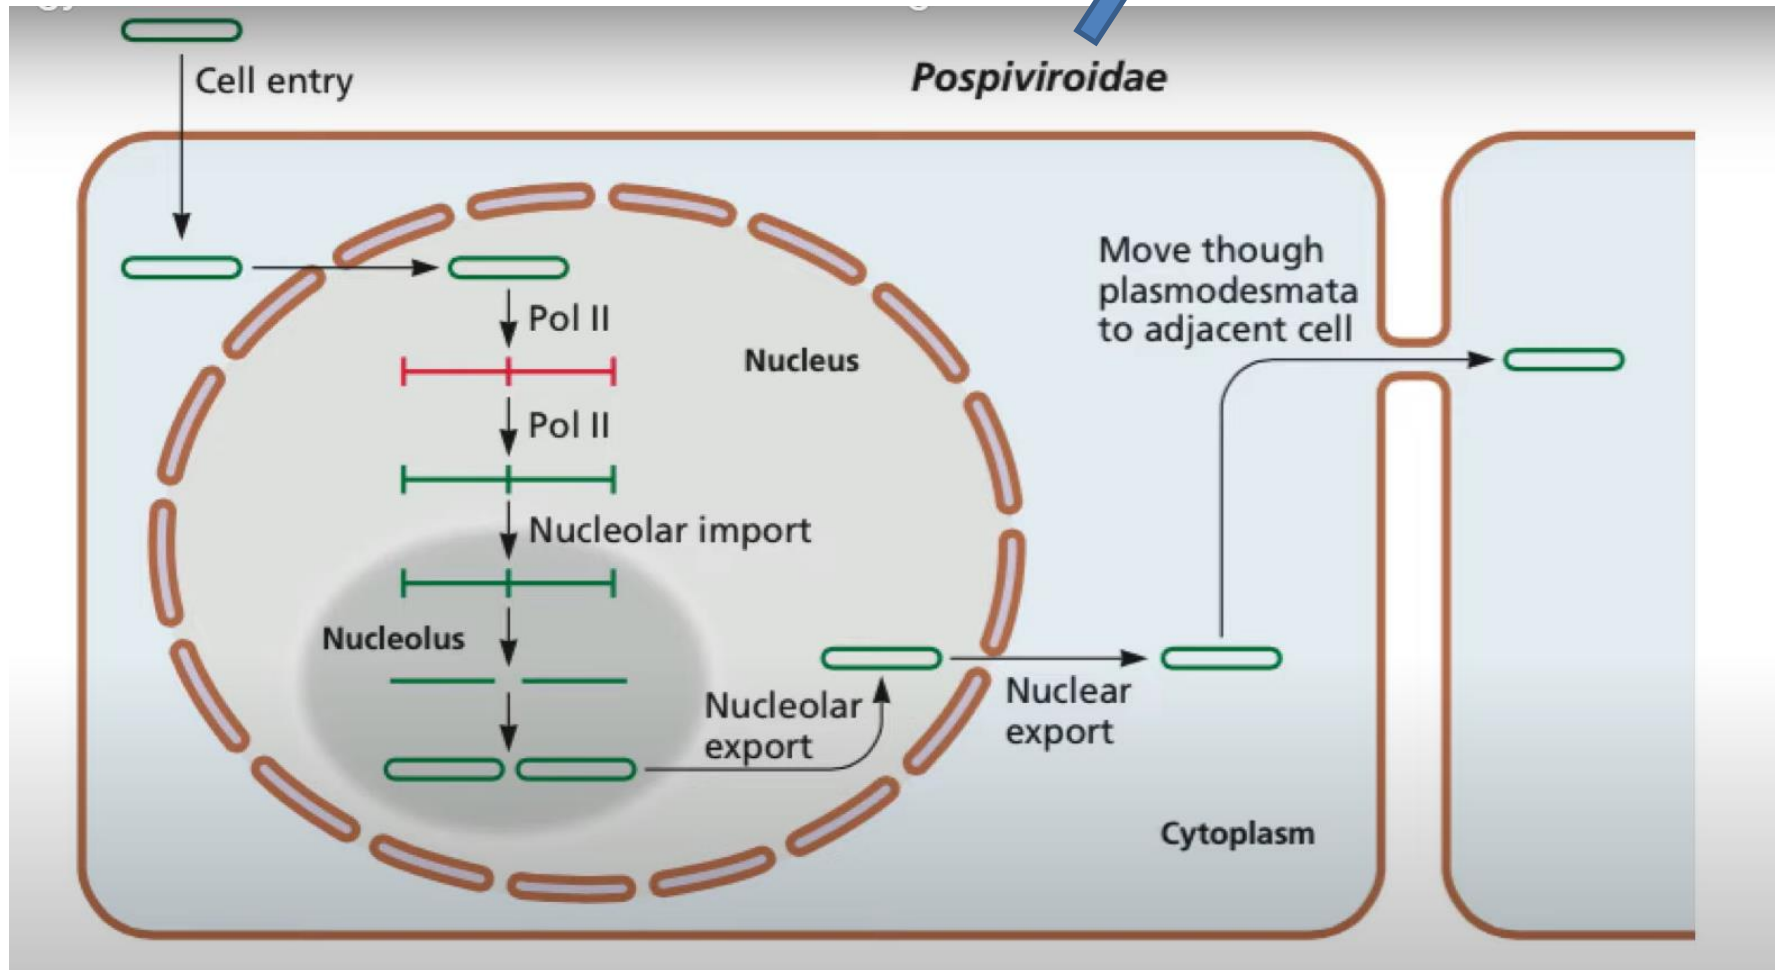 Cell entry
Pospiviroidae
Move though
plasmodesmata
to adjacent cell
Pol II
Nucleus
Pol II
Nucleolar import
Nucleolus
Nucleolar
export
Nuclear
export
Cytoplasm